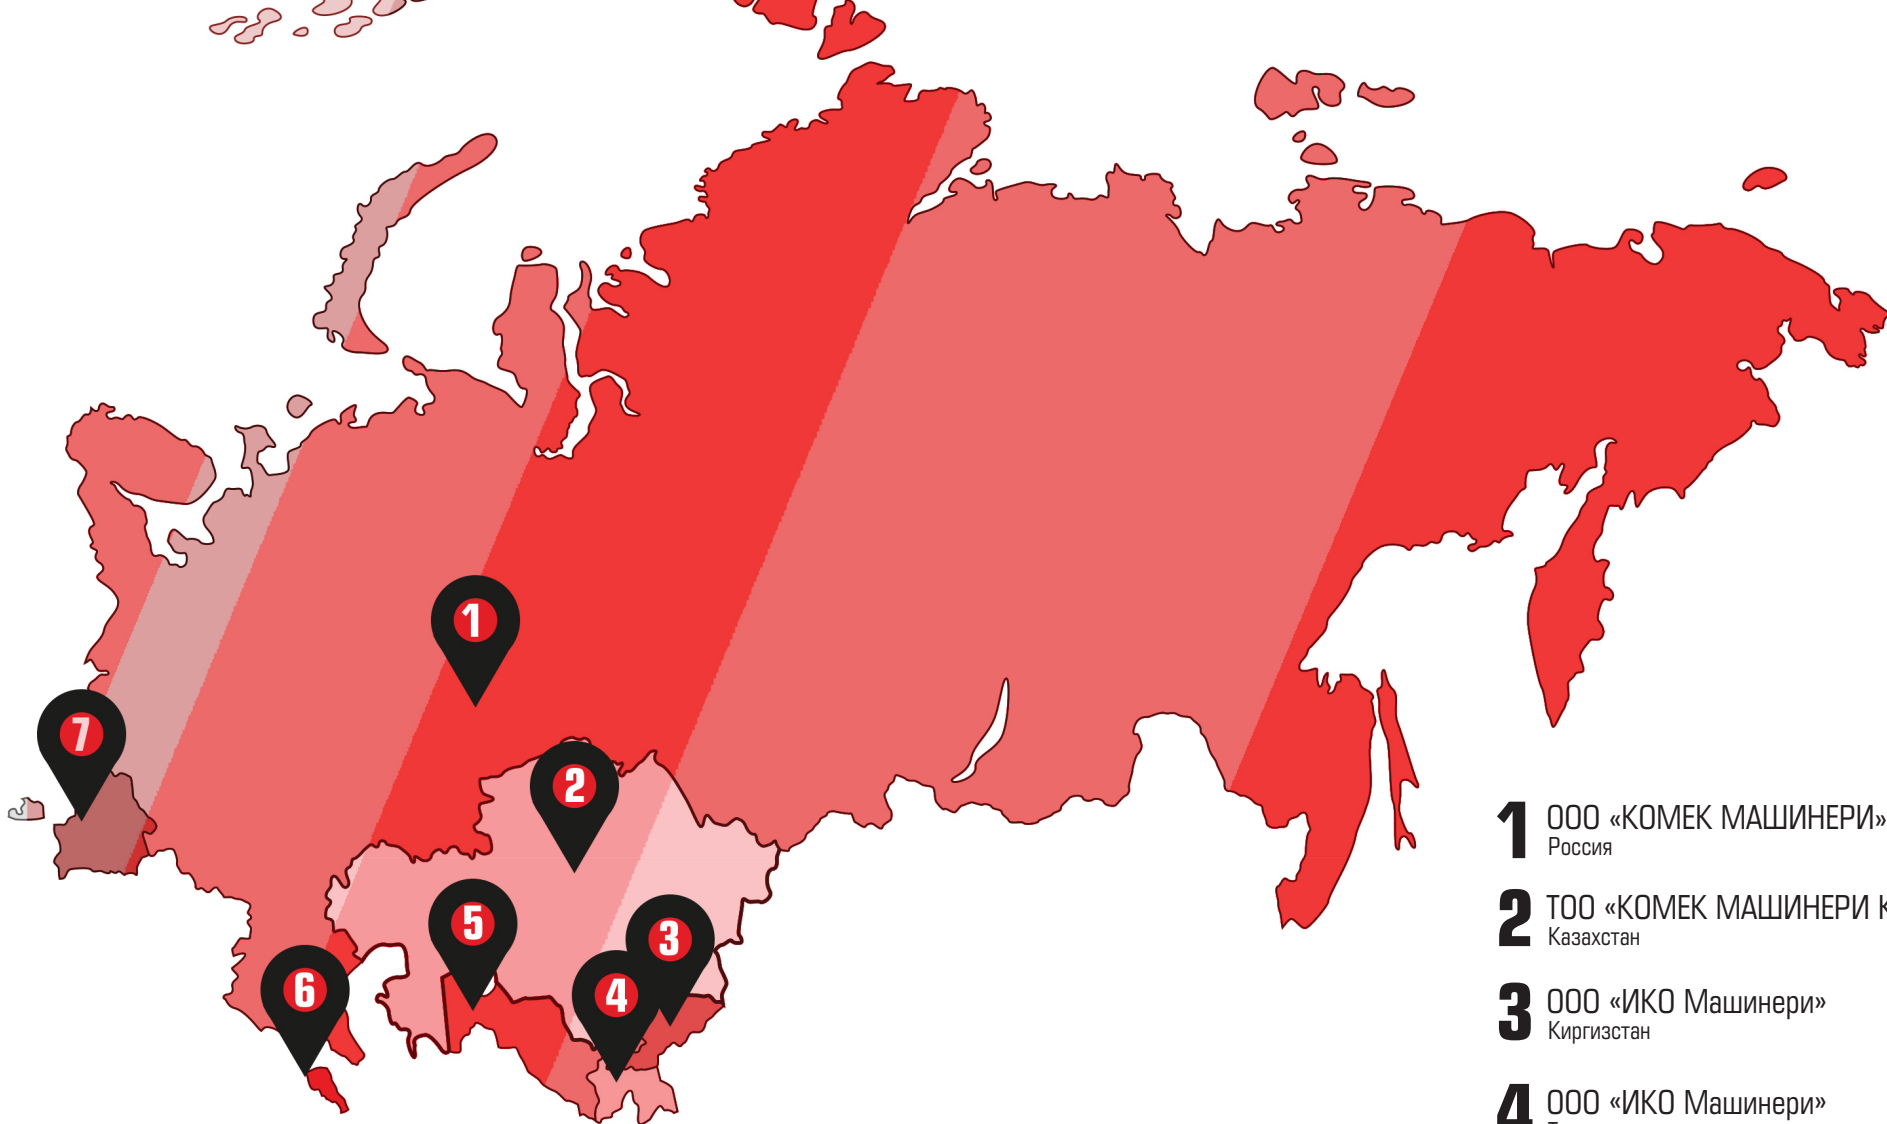 1
2
3
4
5
6
7
1 ООО «КОМЕК МАШИНЕРИ»
Россия
2 ТОО «КОМЕК МАШИНЕРИ
Казахстан
3 ООО «ИКО Машинери»
Киргизстан
4 ООО «ИКО Машинери»